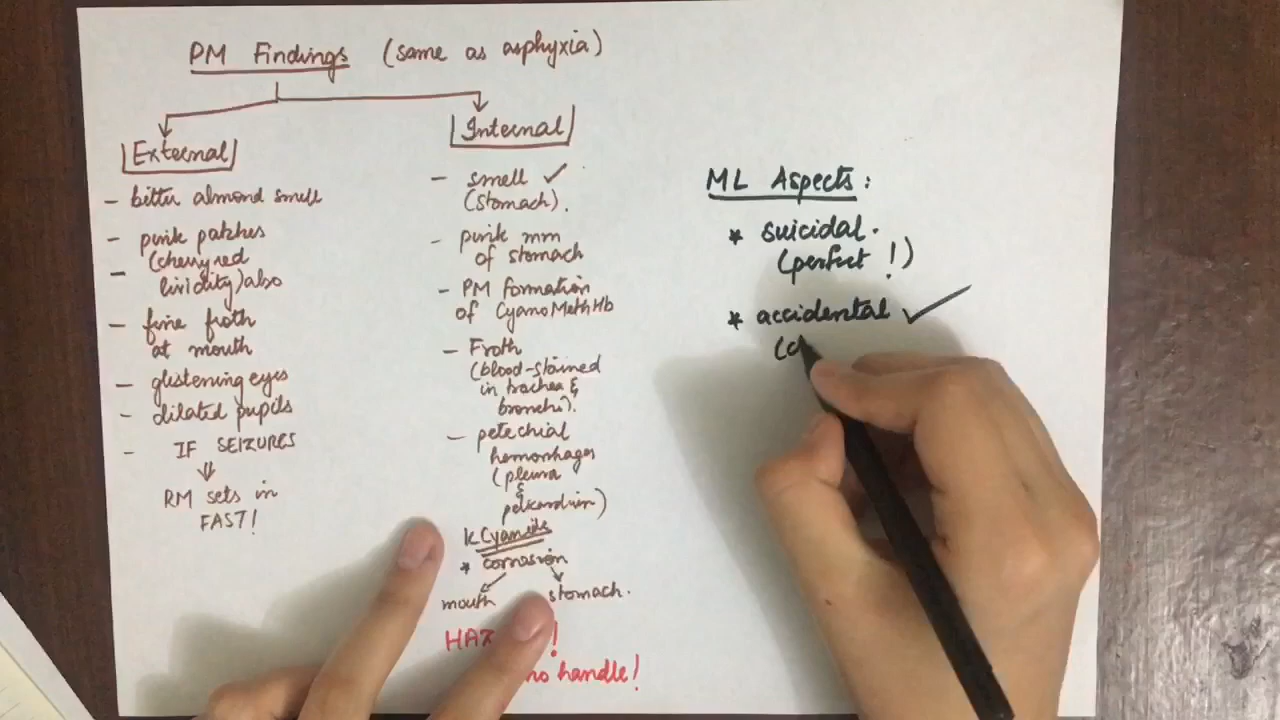 PM Findings (same as asphyxia)
External
- bitter almond smell
- pink patches
(cherry red
- lividity) also
- fine froth
at mouth
- glistening eyes
- dilated pupils
- IF SEIZURES
⇓
RM sets in
FAST!
Internal
- smell ✓
(stomach).
- pink mm
of stomach
- PM formation
of CyanoMethHb
- Froth
(blood-stained
in trachea &
bronchi).
- petechial
hemorrhages
(pleura
&
pericardium)
K Cyanide
* corrosion
mouth stomach.
!
no handle!
ML Aspects:
* suicidal.
(perfect !)
* accidental ✓
(c